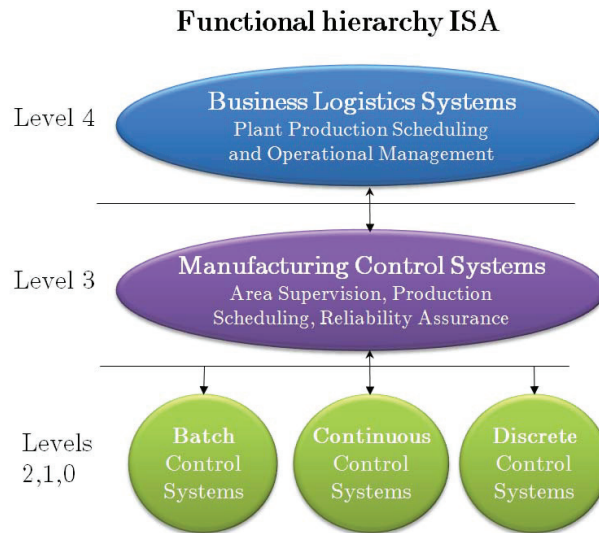 Functional hierarchy ISA
Level 4
Business Logistics Systems
Plant Production Scheduling
and Operational Management
Level 3
Manufacturing Control Systems
Area Supervision, Production
Scheduling, Reliability Assurance
Levels
2,1,0
Batch
Control
Systems
Continuous
Control
Systems
Discrete
Control
Systems